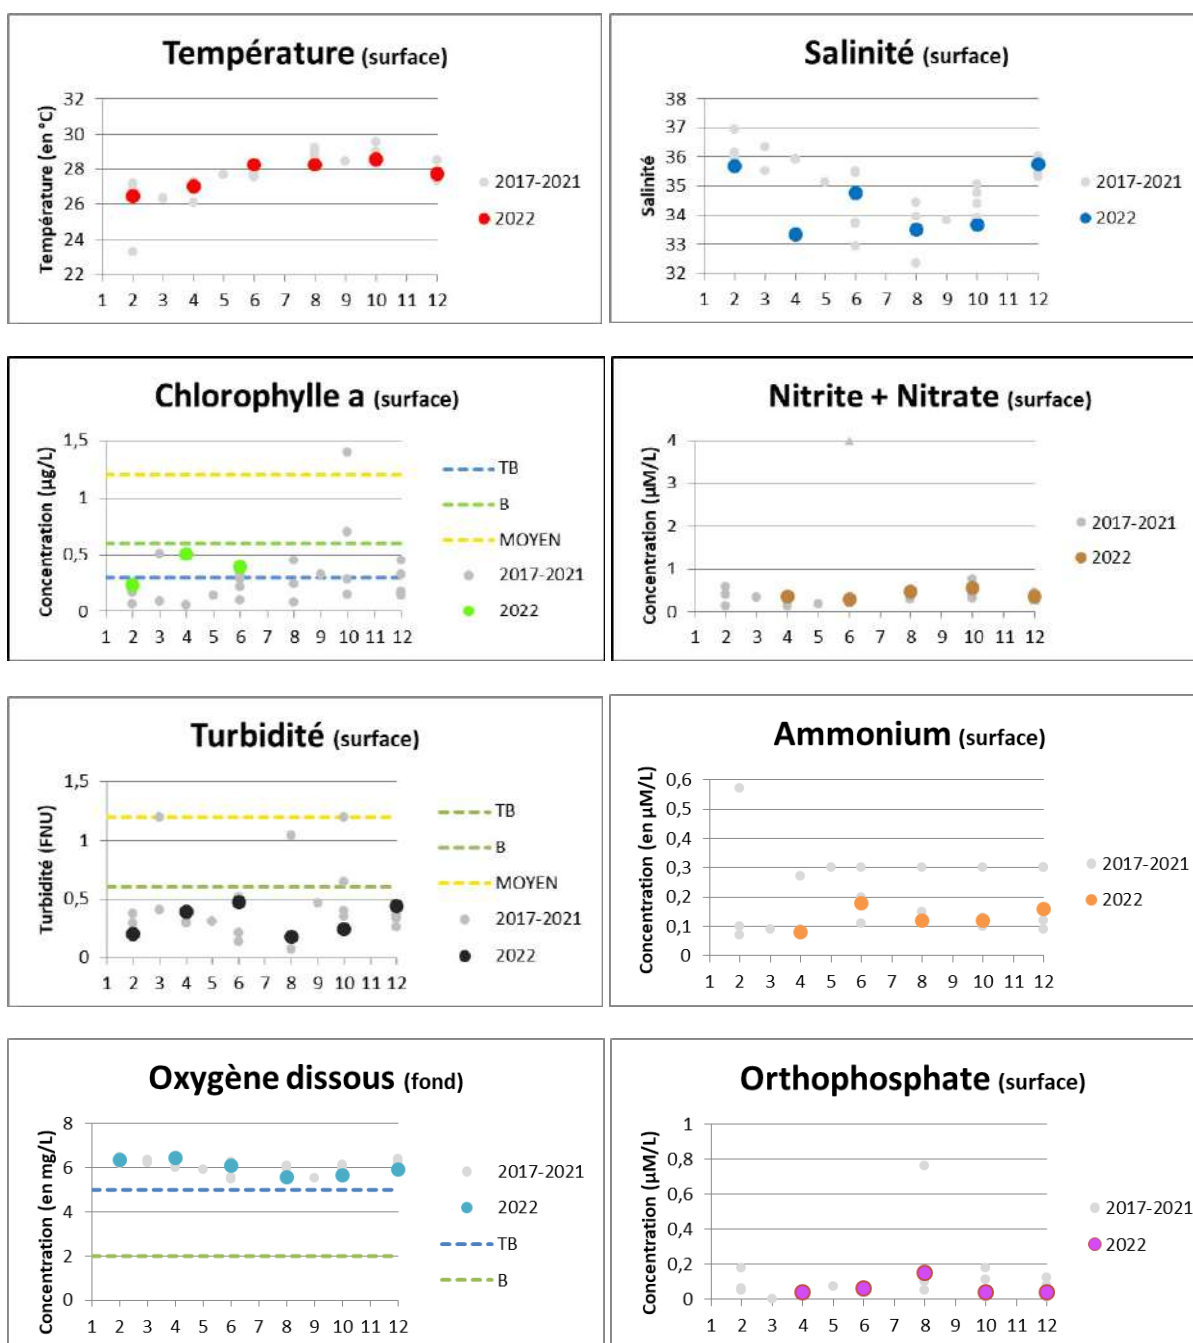 Température (surface)
Température (en °C)
32
30
28
26
24
22
1 2 3 4 5 6 7 8 9 10 11 12
2017-2021
2022
Salinité (surface)
Salinité
38
37
36
35
34
33
32
1 2 3 4 5 6 7 8 9 10 11 12
2017-2021
2022
Chlorophylle a (surface)
Concentration (µg/L)
1,5
1
0,5
0
1 2 3 4 5 6 7 8 9 10 11 12
TB
B
MOYEN
2017-2021
2022
Nitrite + Nitrate (surface)
Concentration (µM/L)
4
3
2
1
0
1 2 3 4 5 6 7 8 9 10 11 12
2017-2021
2022
Turbidité (surface)
Turbidité (FNU)
1,5
1
0,5
0
1 2 3 4 5 6 7 8 9 10 11 12
TB
B
MOYEN
2017-2021
2022
Ammonium (surface)
Concentration (en µM/L)
0,6
0,5
0,4
0,3
0,2
0,1
0
1 2 3 4 5 6 7 8 9 10 11 12
2017-2021
2022
Oxygène dissous (fond)
Concentration (en mg/L)
8
6
4
2
0
1 2 3 4 5 6 7 8 9 10 11 12
2017-2021
2022
TB
B
Orthophosphate (surface)
Concentration (µM/L)
1
0,8
0,6
0,4
0,2
0
1 2 3 4 5 6 7 8 9 10 11 12
2017-2021
2022